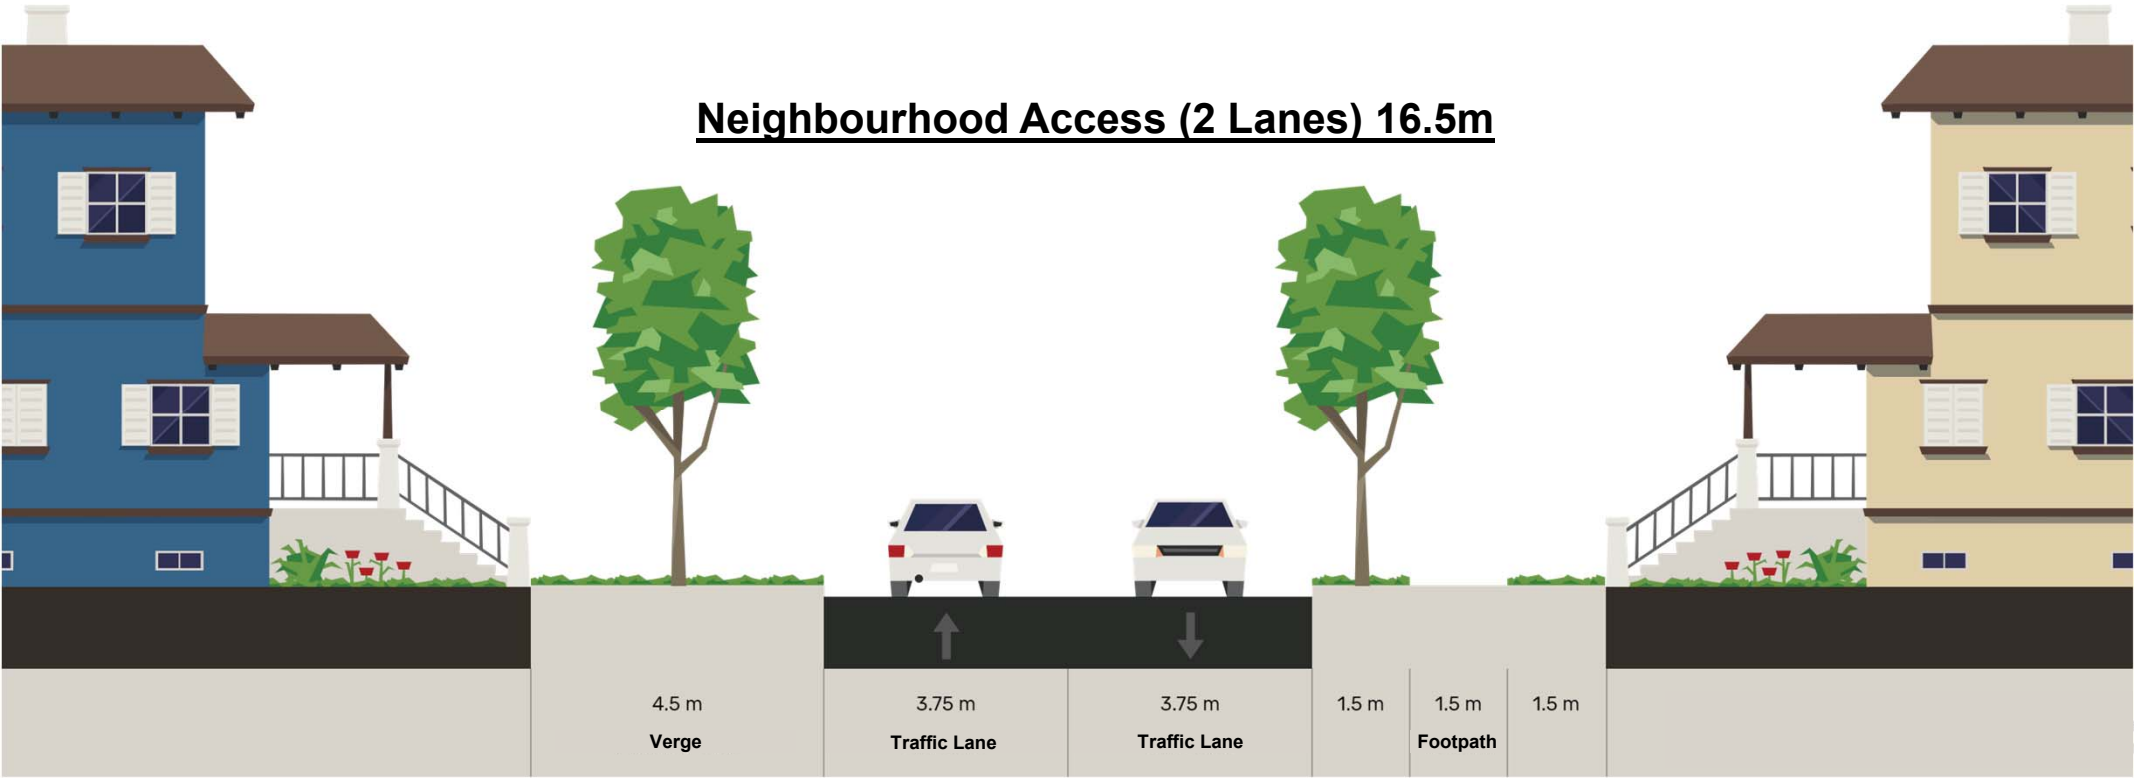 Neighbourhood Access (2 Lanes) 16.5m
4.5 m
Verge
3.75 m
Traffic Lane
3.75 m
Traffic Lane
1.5 m
1.5 m
Footpath
1.5 m